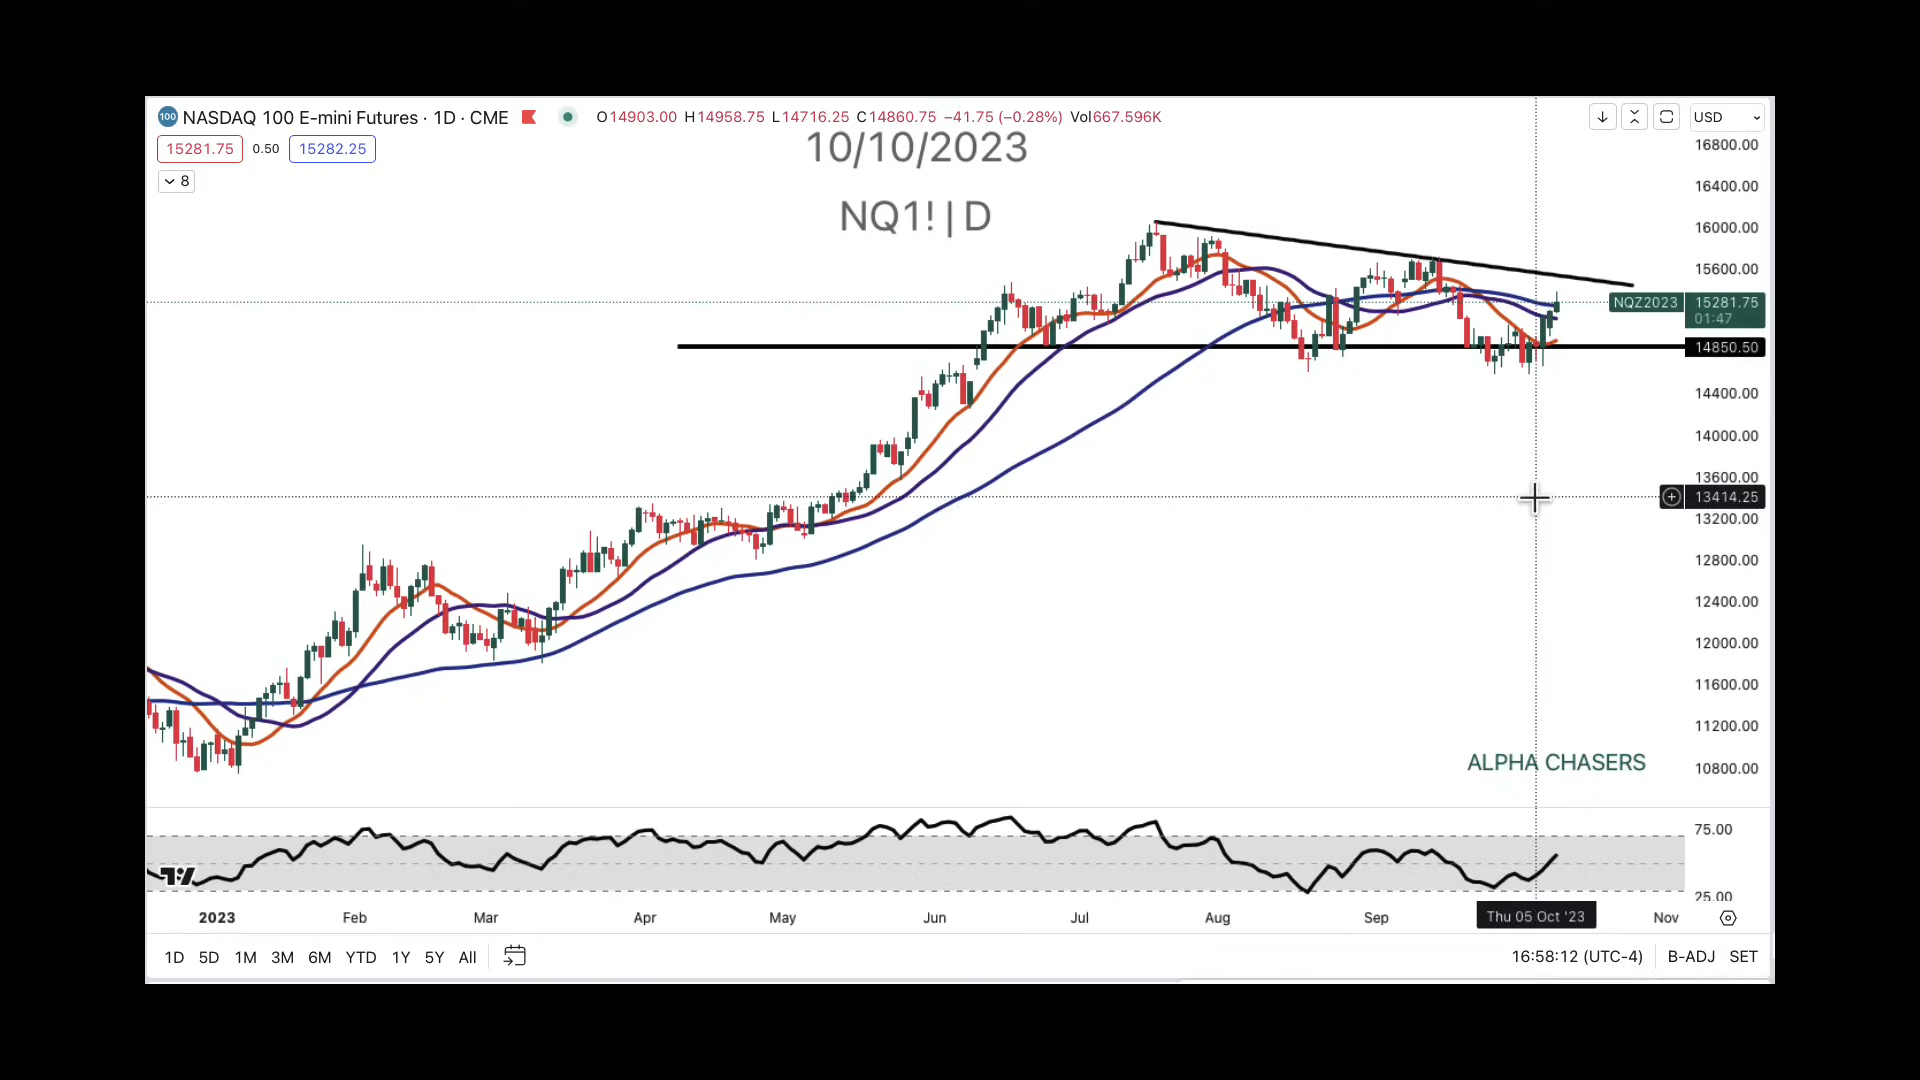 100 NASDAQ 100 E-mini Futures · 1D · CME O14903.00 H14958.75 L14716.25 C14860.75 −41.75 (−0.28%) Vol667.596K
USD
15281.75 0.50 15282.25
8
10/10/2023
NQ1! | D
16800.00
16400.00
16000.00
15600.00
NQZ2023 15281.75
01:47
14850.50
14400.00
14000.00
13600.00
13414.25
13200.00
12800.00
12400.00
12000.00
11600.00
11200.00
ALPHA CHASERS
10800.00
75.00
25.00
2023 Feb Mar Apr May Jun Jul Aug Sep Thu 05 Oct '23 Nov
1D 5D 1M 3M 6M YTD 1Y 5Y All 16:58:12 (UTC-4) B-ADJ SET